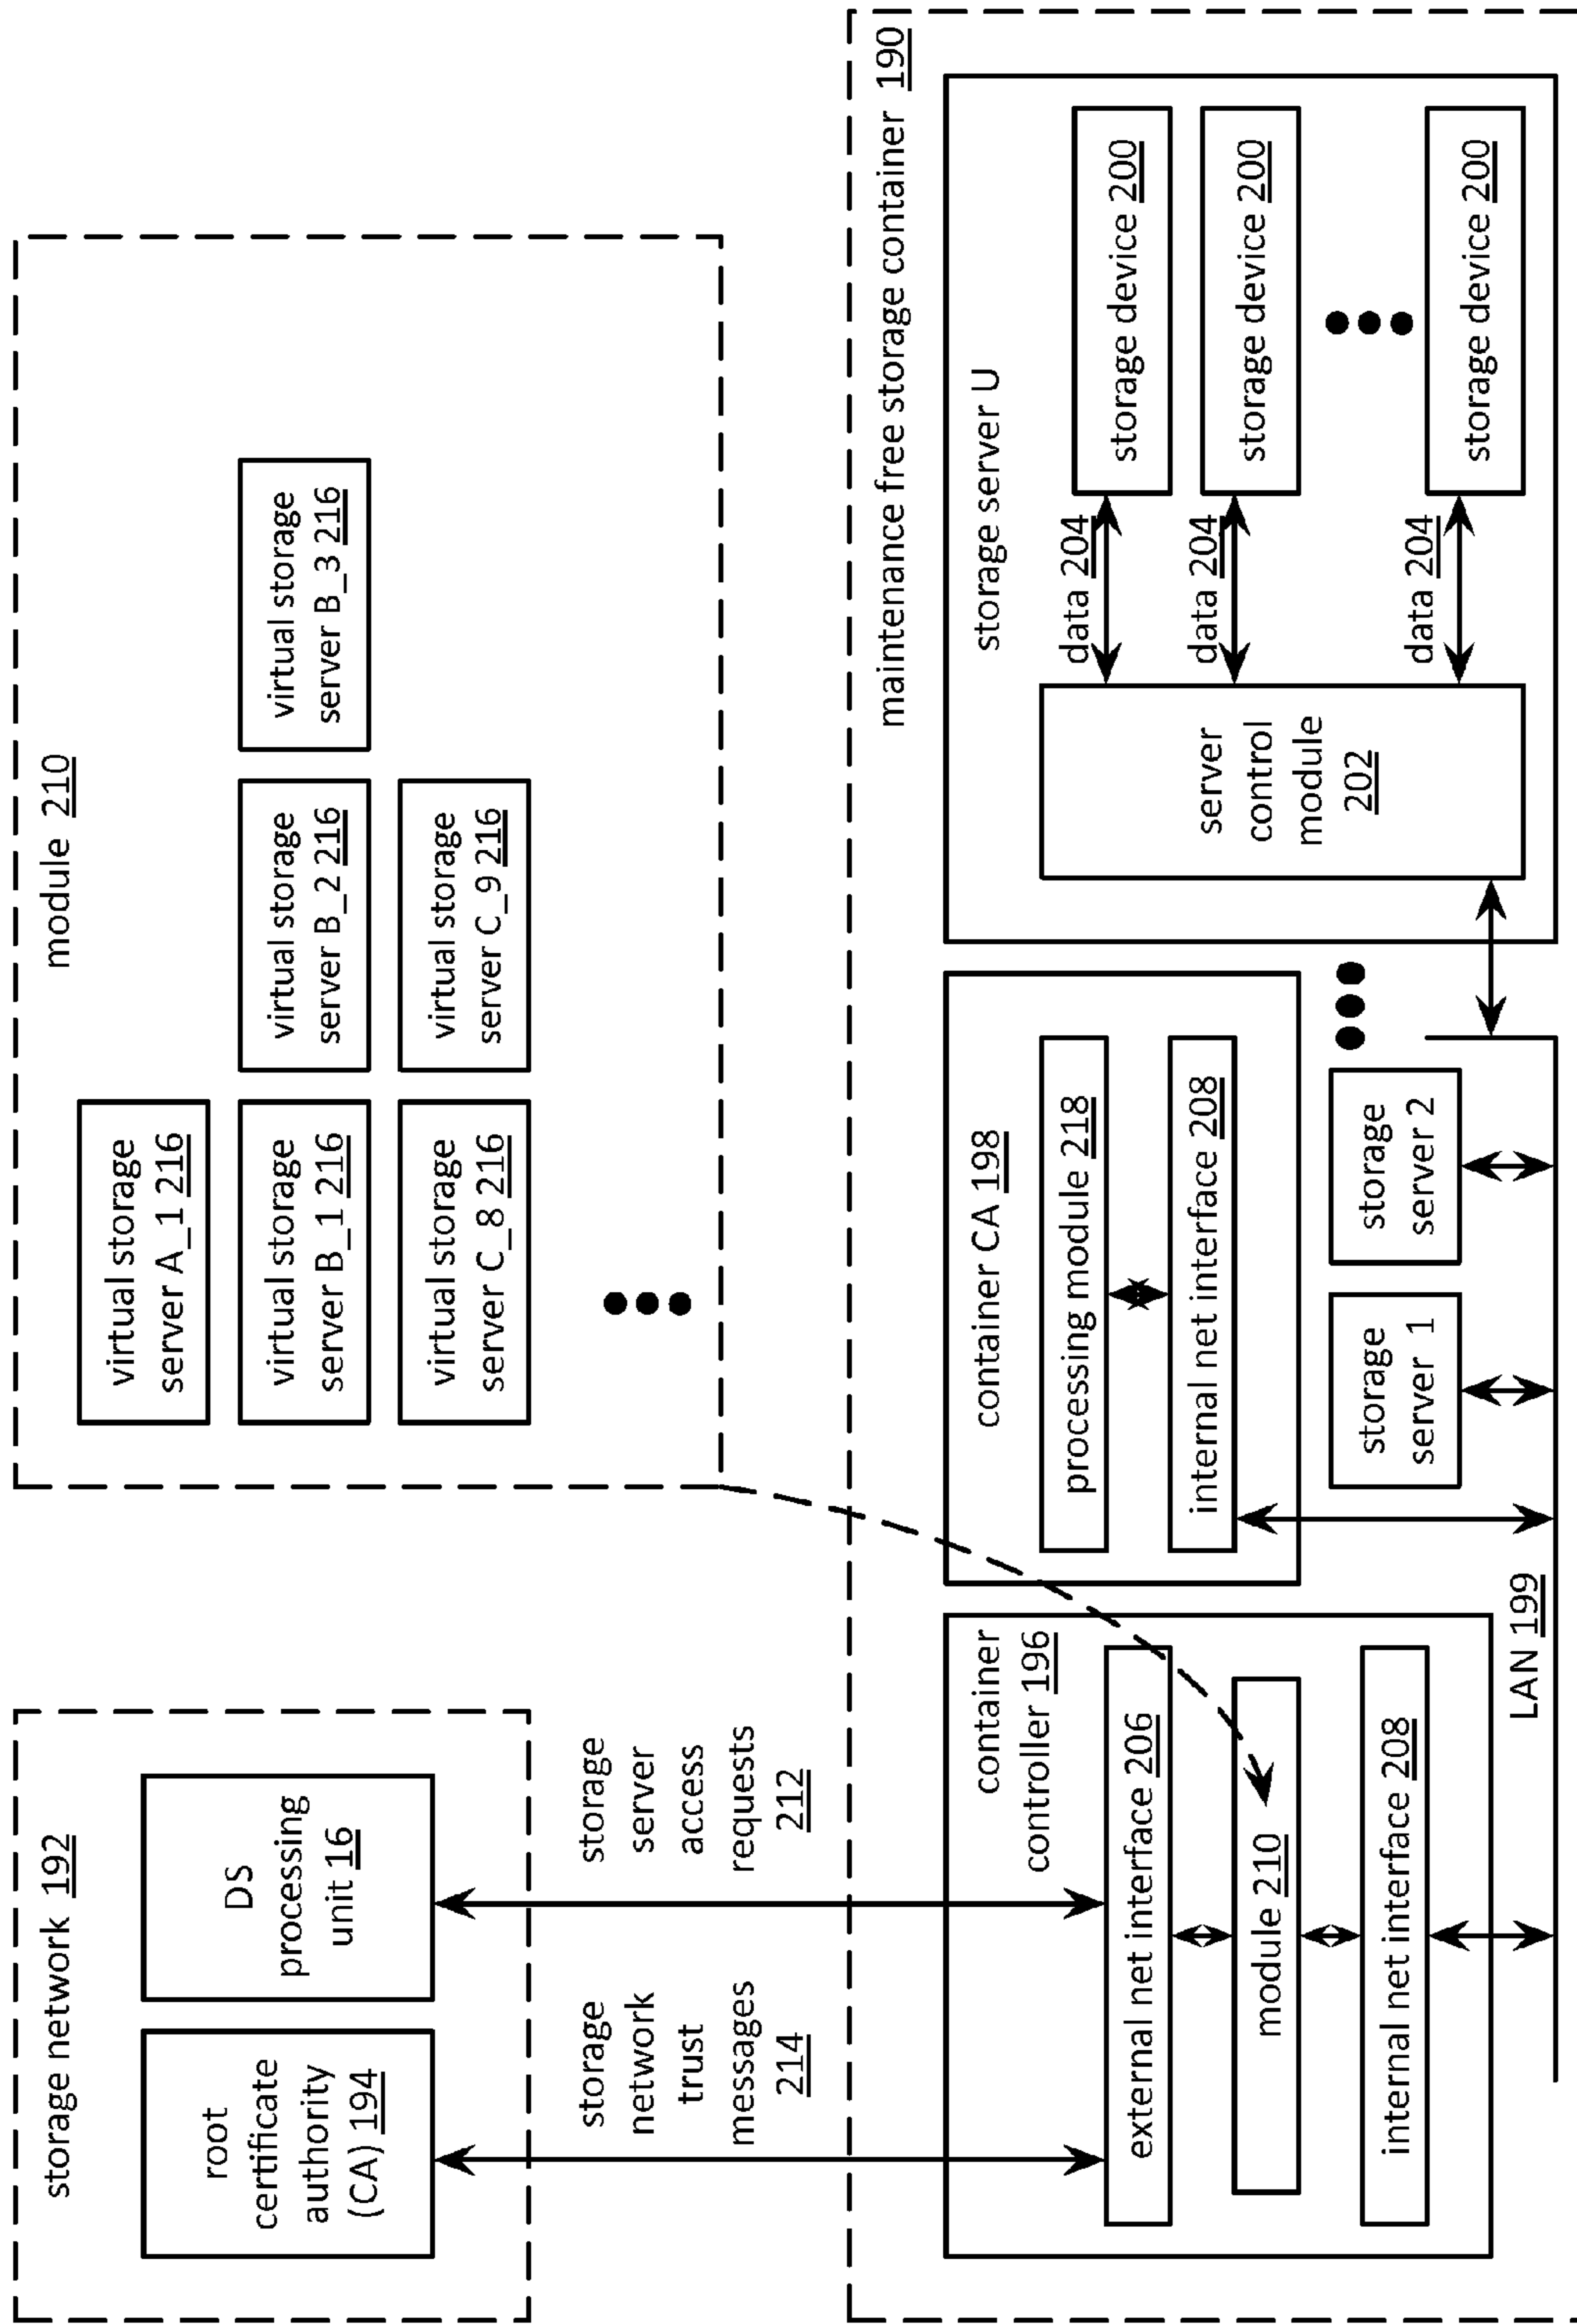 storage network 192
root
certificate
authority
(CA) 194
DS
processing
unit 16
module 210
virtual storage
server A_1 216
virtual storage
server B_1 216
virtual storage
server B_2 216
virtual storage
server B_3 216
virtual storage
server C_8 216
virtual storage
server C_9 216
storage
network
trust
messages
214
storage
server
access
requests
212
maintenance free storage container 190
container
controller 196
external net interface 206
module 210
internal net interface 208
container CA 198
processing module 218
internal net interface 208
storage
server 1
storage
server 2
LAN 199
storage server U
server
control
module
202
data 204
storage device 200
data 204
storage device 200
data 204
storage device 200